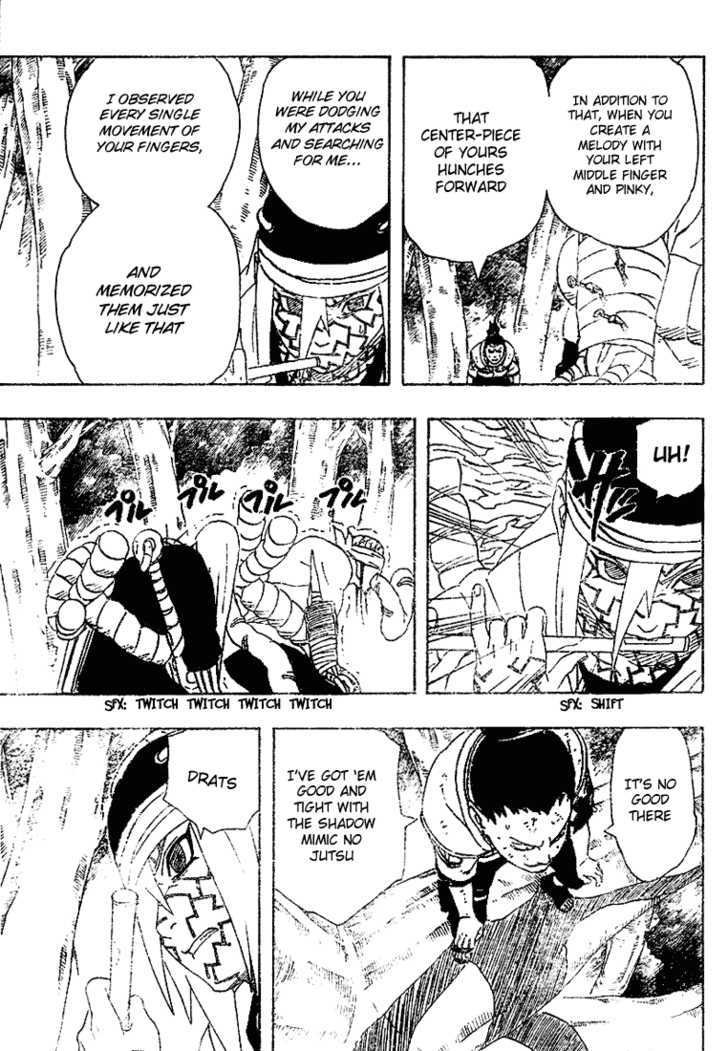 IN ADDITION TO
THAT, WHEN YOU
CREATE A
MELODY WITH
YOUR LEFT
MIDDLE FINGER
AND PINKY,
THAT
CENTER-PIECE
OF YOURS
HUNCHES
FORWARD
WHILE YOU
WERE DODGING
MY ATTACKS
AND SEARCHING
FOR ME...
I OBSERVED
EVERY SINGLE
MOVEMENT OF
YOUR FINGERS,
AND
MEMORIZED
THEM JUST
LIKE THAT
UH!
SFX: SHIFT
プル プル プル プル
SFX: TWITCH TWITCH TWITCH TWITCH
IT'S NO
GOOD
THERE
I'VE GOT 'EM
GOOD AND
TIGHT WITH
THE SHADOW
MIMIC NO
JUTSU
DRATS